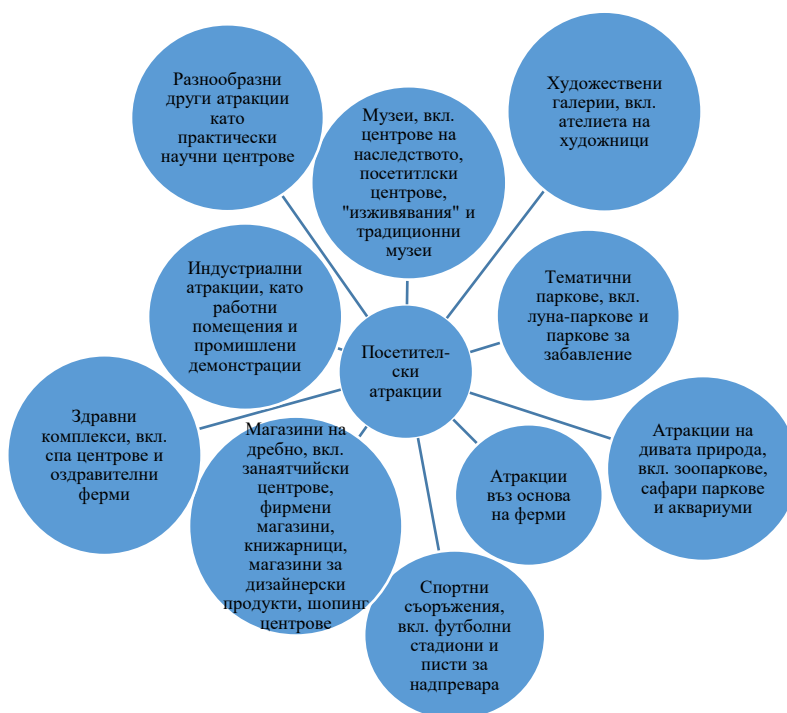 Разнообразни
други атракции
като
практически
научни центрове
Музеи, вкл.
центрове на
наследството,
посетитлски
центрове,
"изживявания" и
традиционни
музеи
Художествени
галерии, вкл.
ателиета на
художници
Индустриални
атракции, като
работни
помещения и
промишлени
демонстрации
Тематични
паркове, вкл.
луна-паркове и
паркове за
забавление
Посетител-
ски
атракции
Здравни
комплекси, вкл.
спа центрове и
оздравителни
ферми
Магазини на
дребно, вкл.
занаятчийски
центрове,
фирмени
магазини,
книжарници,
магазини за
дизайнерски
продукти, шопинг
центрове
Атракции
въз основа
на ферми
Атракции на
дивата природа,
вкл. зоопаркове,
сафари паркове
и аквариуми
Спортни
съоръжения,
вкл. футболни
стадиони и
писти за
надпревара